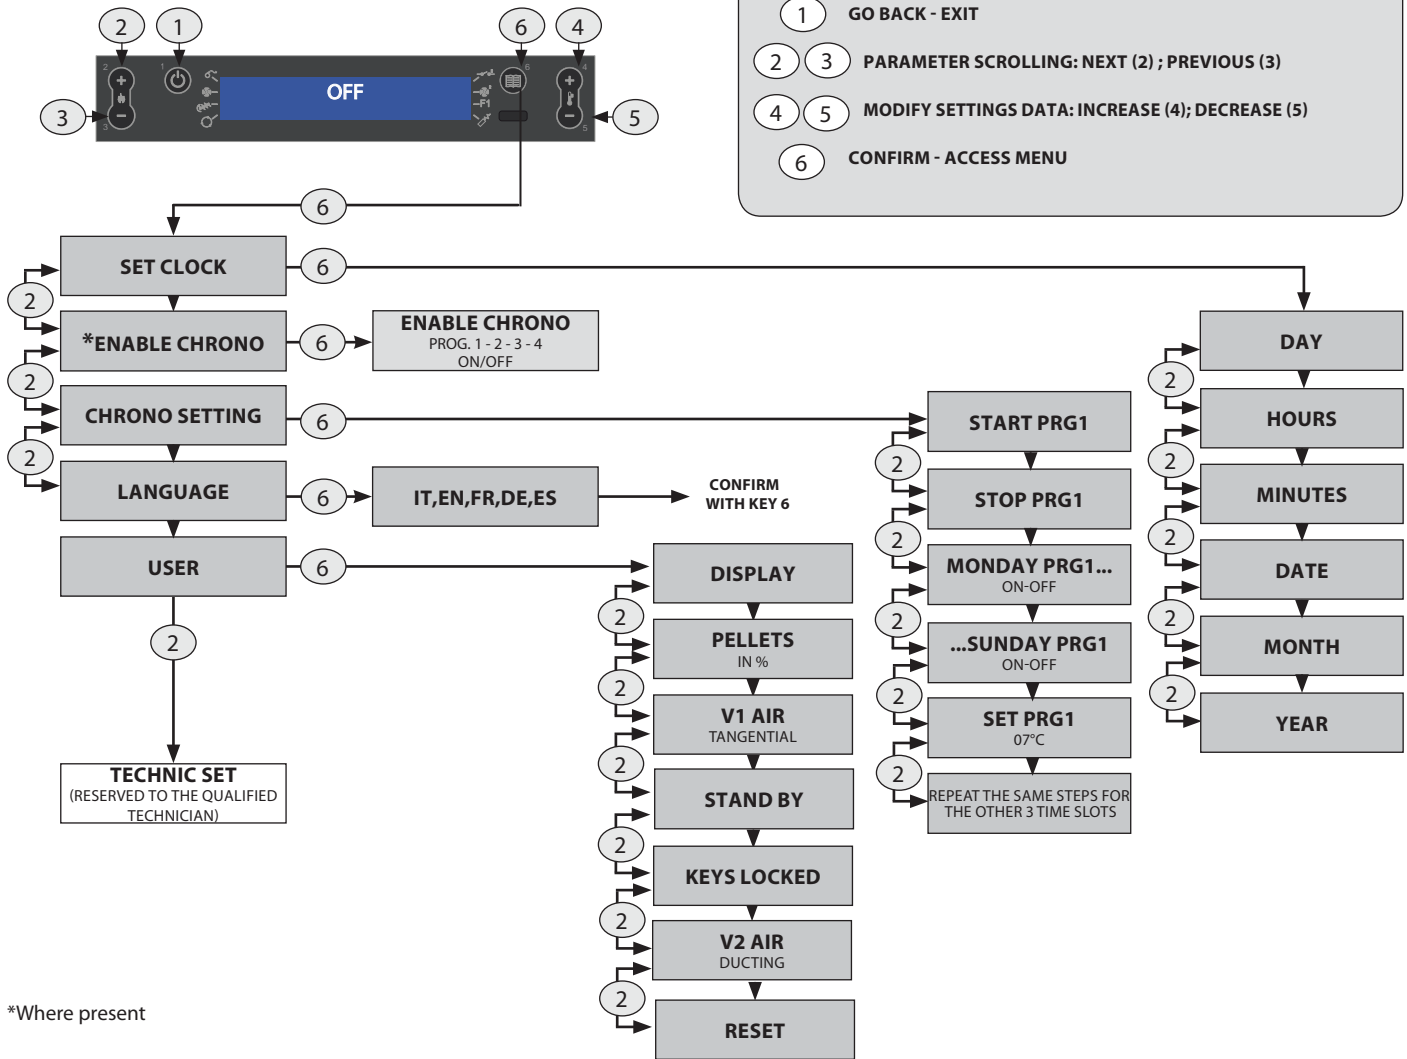 2
1
6
4
GO BACK - EXIT
1
2 3 PARAMETER SCROLLING: NEXT (2) ; PREVIOUS (3)
4 5 MODIFY SETTINGS DATA: INCREASE (4); DECREASE (5)
6 CONFIRM - ACCESS MENU
2
1
6
4
OFF
F1
3
5
3
5
6
SET CLOCK
6
2
*ENABLE CHRONO
6
ENABLE CHRONO
PROG. 1 - 2 - 3 - 4
ON/OFF
2
CHRONO SETTING
6
2
LANGUAGE
6
IT,EN,FR,DE,ES
CONFIRM
WITH KEY 6
USER
6
2
TECHNIC SET
(RESERVED TO THE QUALIFIED
TECHNICIAN)
DISPLAY
2
PELLETS
IN %
2
V1 AIR
TANGENTIAL
2
STAND BY
2
KEYS LOCKED
2
V2 AIR
DUCTING
2
RESET
START PRG1
2
STOP PRG1
2
MONDAY PRG1...
ON-OFF
2
...SUNDAY PRG1
ON-OFF
2
SET PRG1
07°C
2
REPEAT THE SAME STEPS FOR
THE OTHER 3 TIME SLOTS
DAY
2
HOURS
2
MINUTES
2
DATE
2
MONTH
2
YEAR
*Where present